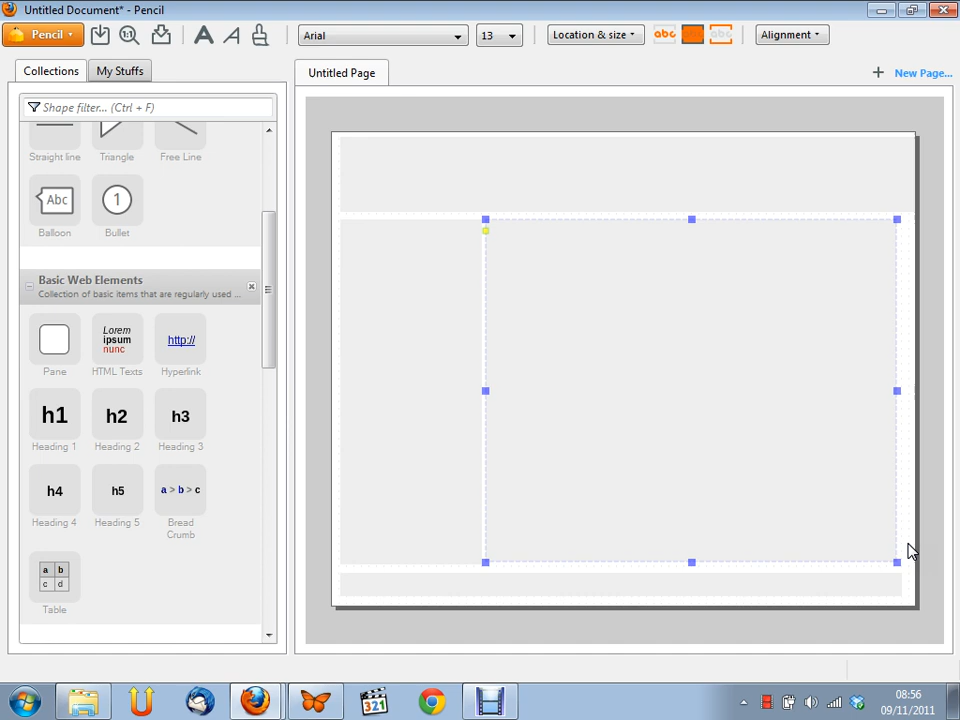 Untitled Document* - Pencil
Pencil
Arial
13
Location & size
abc
abc
abc
Alignment
Collections
My Stuffs
Untitled Page
New Page...
Shape filter... (Ctrl + F)
Straight line
Triangle
Free Line
Abc
1
Balloon
Bullet
Basic Web Elements
Collection of basic items that are regularly used ...
Lorem
ipsum
nunc
http://
Pane
HTML Texts
Hyperlink
h1
h2
h3
Heading 1
Heading 2
Heading 3
h4
h5
a > b > c
Heading 4
Heading 5
Bread
Crumb
a b
c d
Table
321
08:56
09/11/2011